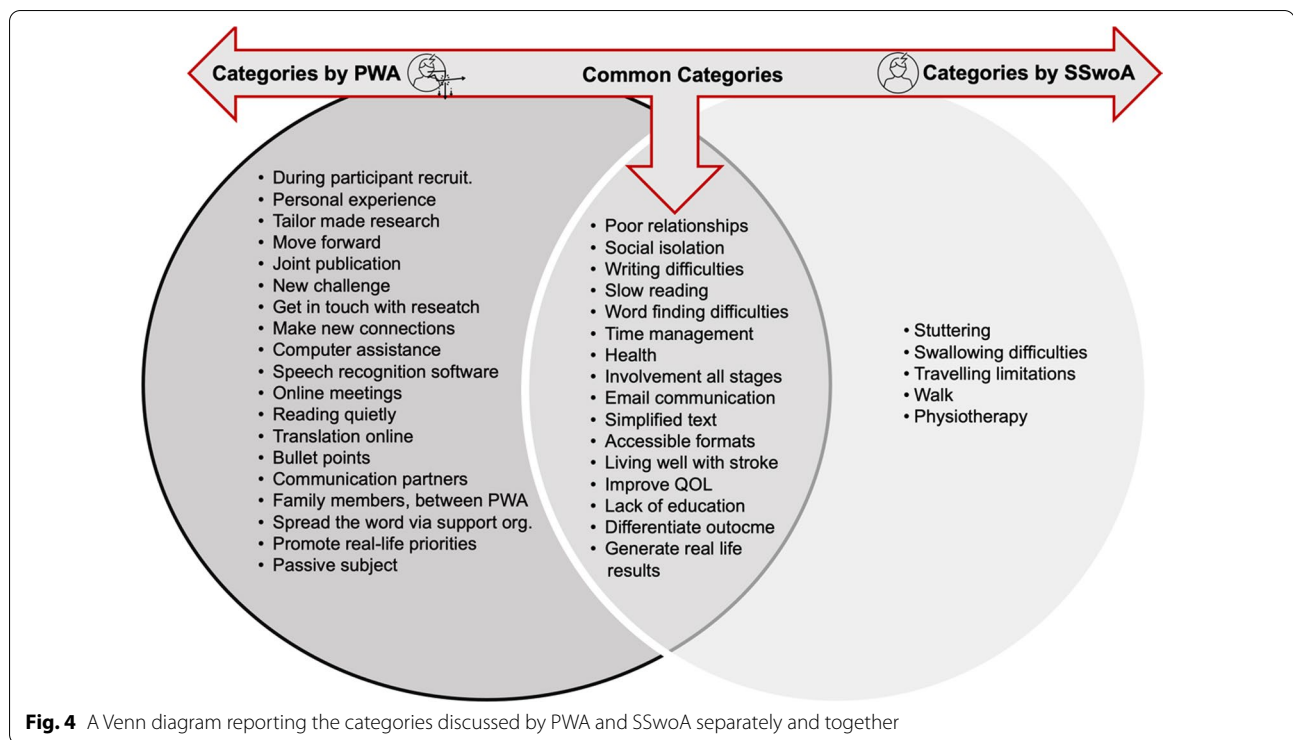 Categories by PWA
Common Categories
Categories by SSwoA
• During participant recruit.
• Personal experience
• Tailor made research
• Move forward
• Joint publication
• New challenge
• Get in touch with researtch
• Make new connections
• Computer assistance
• Speech recognition software
• Online meetings
• Reading quietly
• Translation online
• Bullet points
• Communication partners
• Family members, between PWA
• Spread the word via support org.
• Promote real-life priorities
• Passive subject
• Poor relationships
• Social isolation
• Writing difficulties
• Slow reading
• Word finding difficulties
• Time management
• Health
• Involvement all stages
• Email communication
• Simplified text
• Accessible formats
• Living well with stroke
• Improve QOL
• Lack of education
• Differentiate outocme
• Generate real life
results
• Stuttering
• Swallowing difficulties
• Travelling limitations
• Walk
• Physiotherapy
Fig. 4 A Venn diagram reporting the categories discussed by PWA and SSwoA separately and together